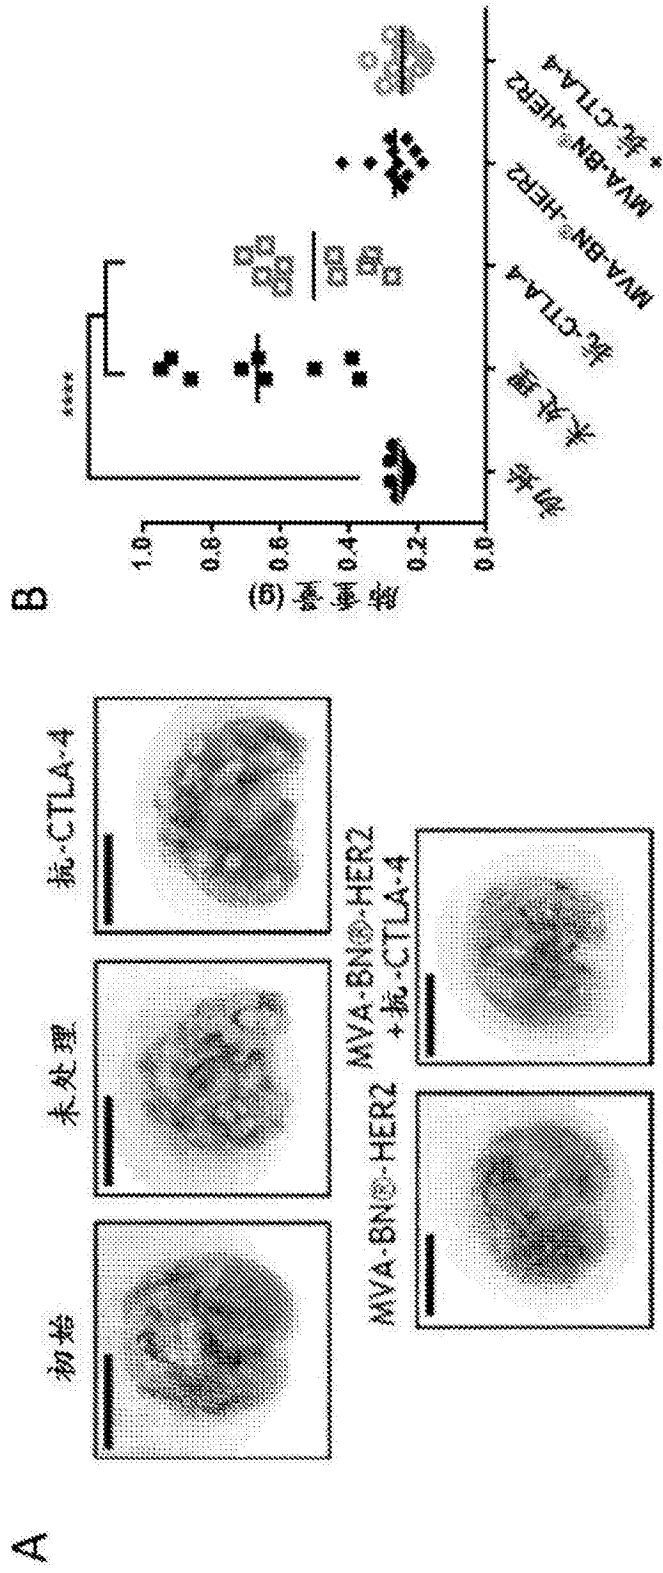 A
初始
未处理
抗-CTLA-4
MVA-BN®-HER2
MVA-BN®-HER2
+抗-CTLA-4
B
肺重量(g)
1.0
0.8
0.6
0.4
0.2
0.0
****
初始
未处理
抗-CTLA-4
MVA-BN®-HER2
MVA-BN®-HER2
+ 抗-CTLA-4